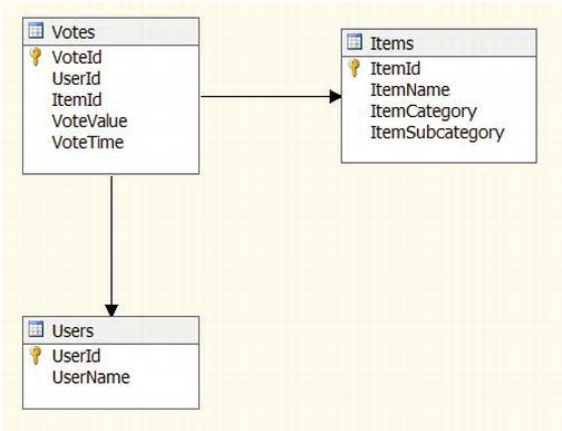 Votes
VoteId
UserId
ItemId
VoteValue
VoteTime
Items
ItemId
ItemName
ItemCategory
ItemSubcategory
Users
UserId
UserName